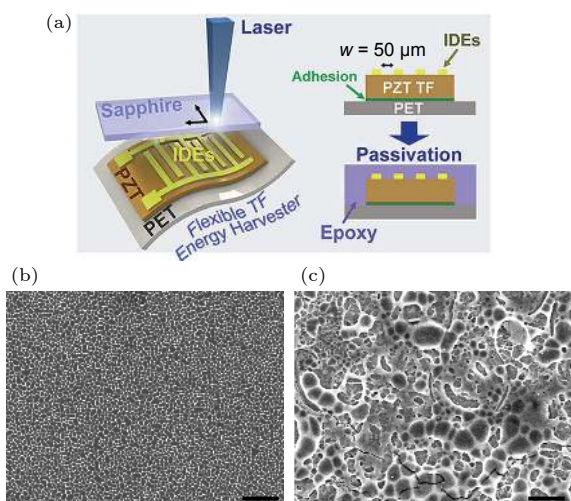 (a)
Laser
Sapphire
IDEs
PZT
PET
Flexible TF
Energy Harvester
w = 50 µm
IDEs
Adhesion
PZT TF
PET
Passivation
Epoxy
(b)
(c)